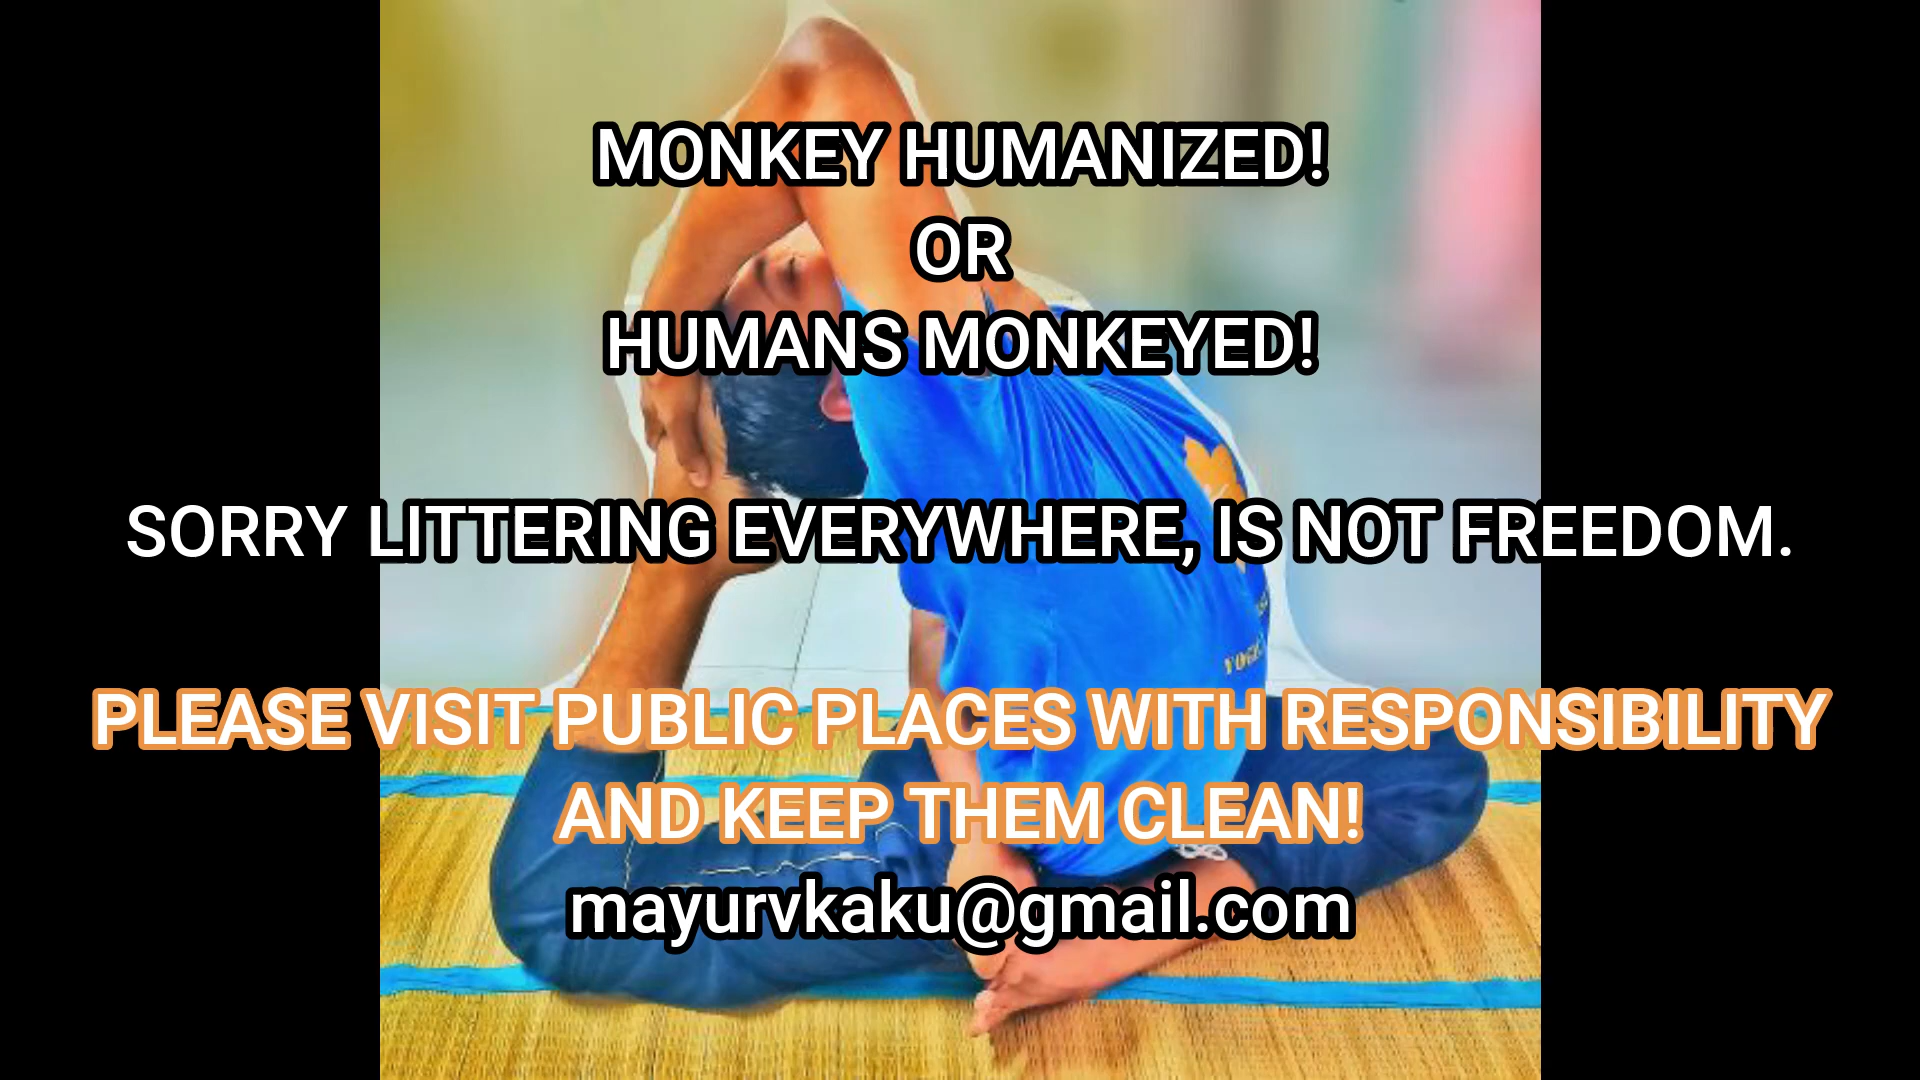 MONKEY HUMANIZED!
OR
HUMANS MONKEYED!
SORRY LITTERING EVERYWHERE, IS NOT FREEDOM.
PLEASE VISIT PUBLIC PLACES WITH RESPONSIBILITY
AND KEEP THEM CLEAN!
mayurvkaku@gmail.com